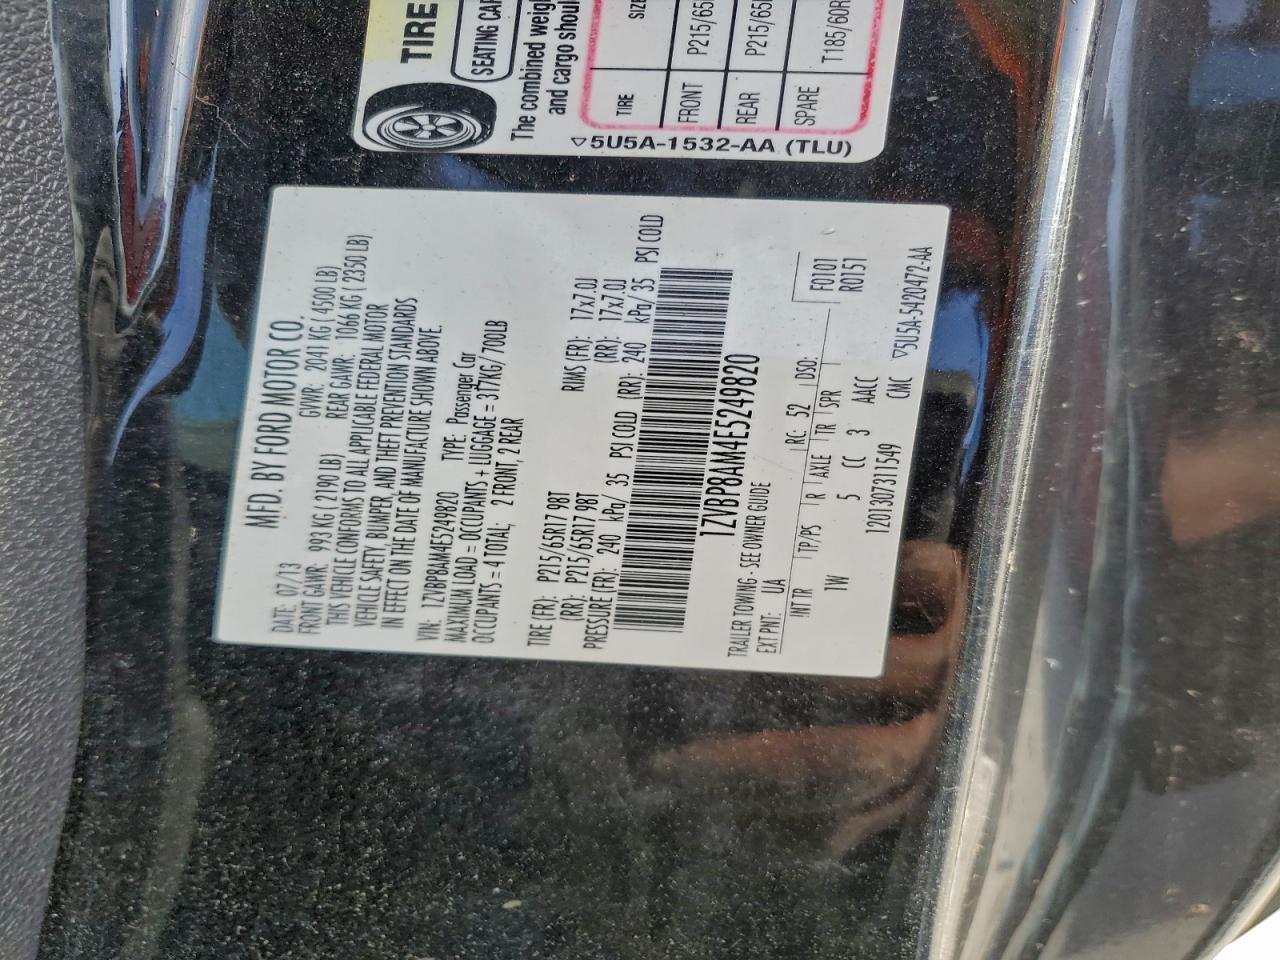 TIRE
SEATING CAP
The combined weigh
and cargo shoul
TIRE SIZE
FRONT P215/65
REAR P215/65
SPARE T185/60R
▽5U5A-1532-AA (TLU)
MFD. BY FORD MOTOR CO.
DATE: 07/13 GVWR: 2041 KG ( 4500 LB)
FRONT GAWR: 993 KG ( 2190 LB) REAR GAWR: 1066 KG ( 2350 LB)
THIS VEHICLE CONFORMS TO ALL APPLICABLE FEDERAL MOTOR
VEHICLE SAFETY, BUMPER, AND THEFT PREVENTION STANDARDS
IN EFFECT ON THE DATE OF MANUFACTURE SHOWN ABOVE.
VIN: 1ZVBP8AM4E5249820 TYPE: Passenger Car
MAXIMUM LOAD = OCCUPANTS + LUGGAGE = 317KG/ 700LB
OCCUPANTS = 4 TOTAL; 2 FRONT, 2 REAR
TIRE (FR): P215/65R17 98T RIMS (FR): 17x7.0J
(RR): P215/65R17 98T (RR): 17x7.0J
PRESSURE (FR): 240 kPa/ 35 PSI COLD (RR): 240 kPa/ 35 PSI COLD
1ZVBP8AM4E5249820
TRAILER TOWING - SEE OWNER GUIDE
EXT PNT: UA RC: 52 DSO: F0101
R0157
INT TR TP/PS R AXLE TR SPR
1W 5 CC 3 AACC
12013073 11549 CMC
▽5U5A-5420472-AA